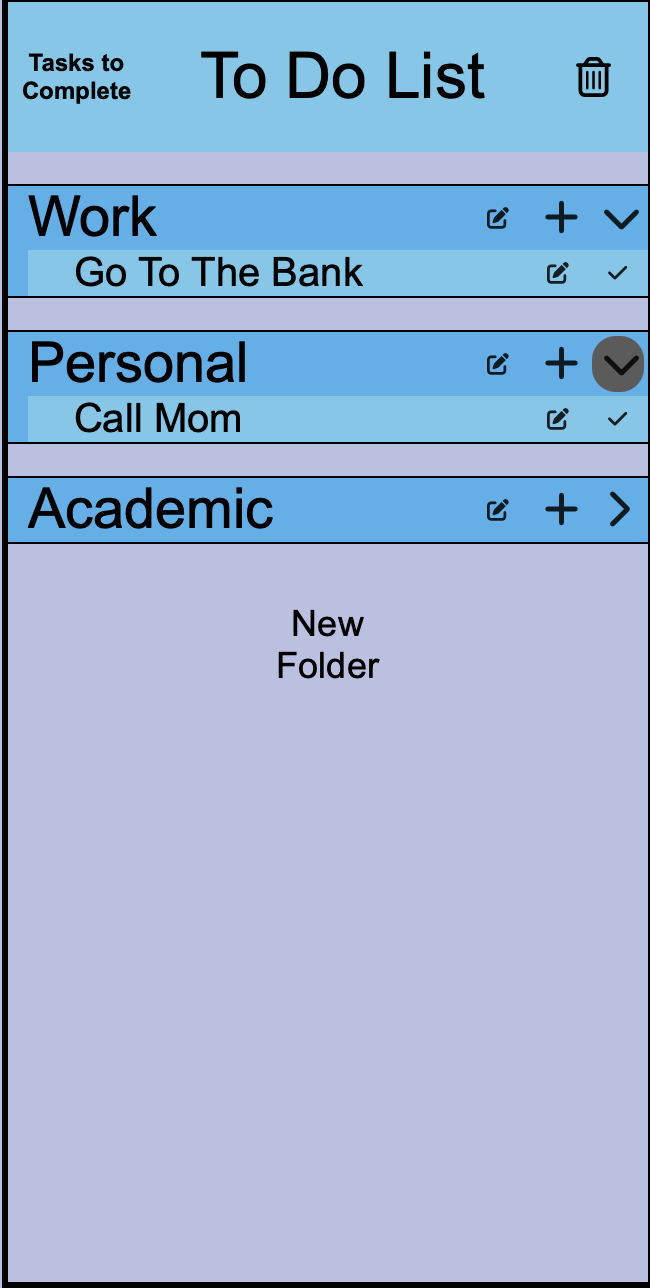 Tasks to
Complete
To Do List
Work
Go To The Bank
Personal
Call Mom
Academic
New
Folder